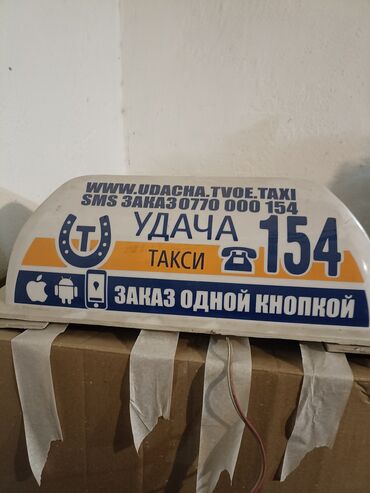 WWW.UDACHA.TVOE.TAXI
SMS ЗАКАЗ 0770 000 154
Т УДАЧА
ТАКСИ 154
ЗАКАЗ ОДНОЙ КНОПКОЙ